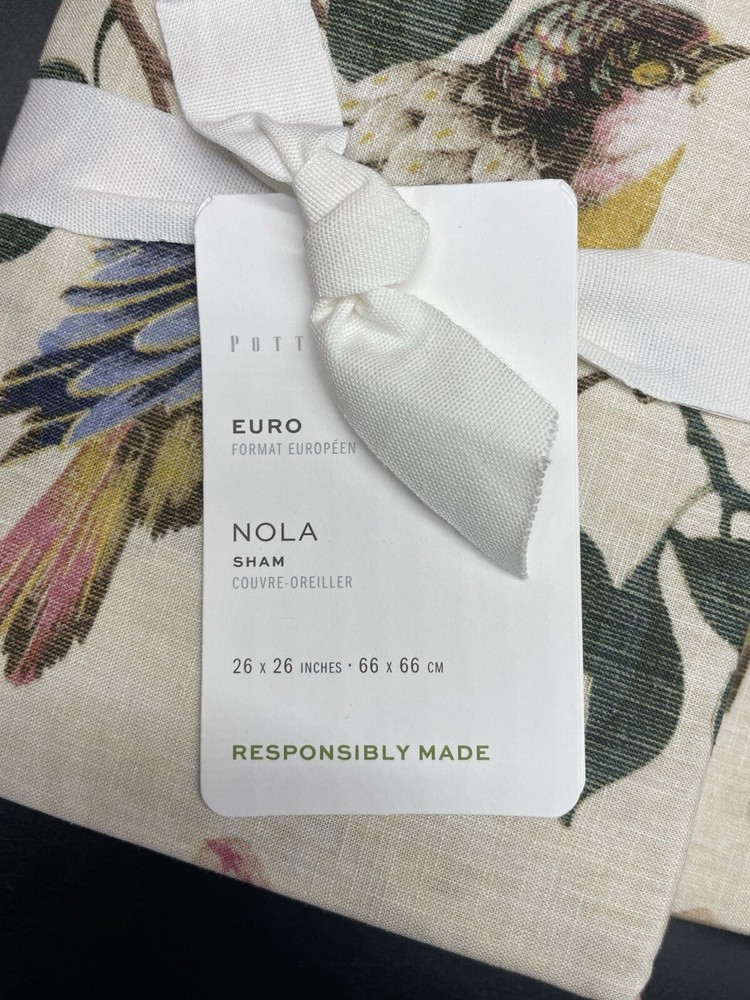 POTT
EURO
FORMAT EUROPÉEN
NOLA
SHAM
COUVRE-OREILLER
26 x 26 INCHES · 66 x 66 CM
RESPONSIBLY MADE